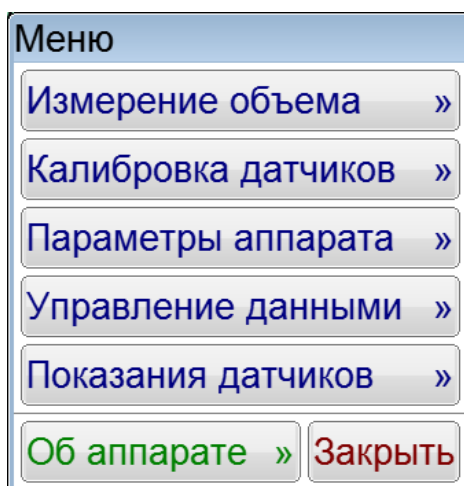 Меню
Измерение объема »
Калибровка датчиков »
Параметры аппарата »
Управление данными »
Показания датчиков »
Об аппарате » Закрыть